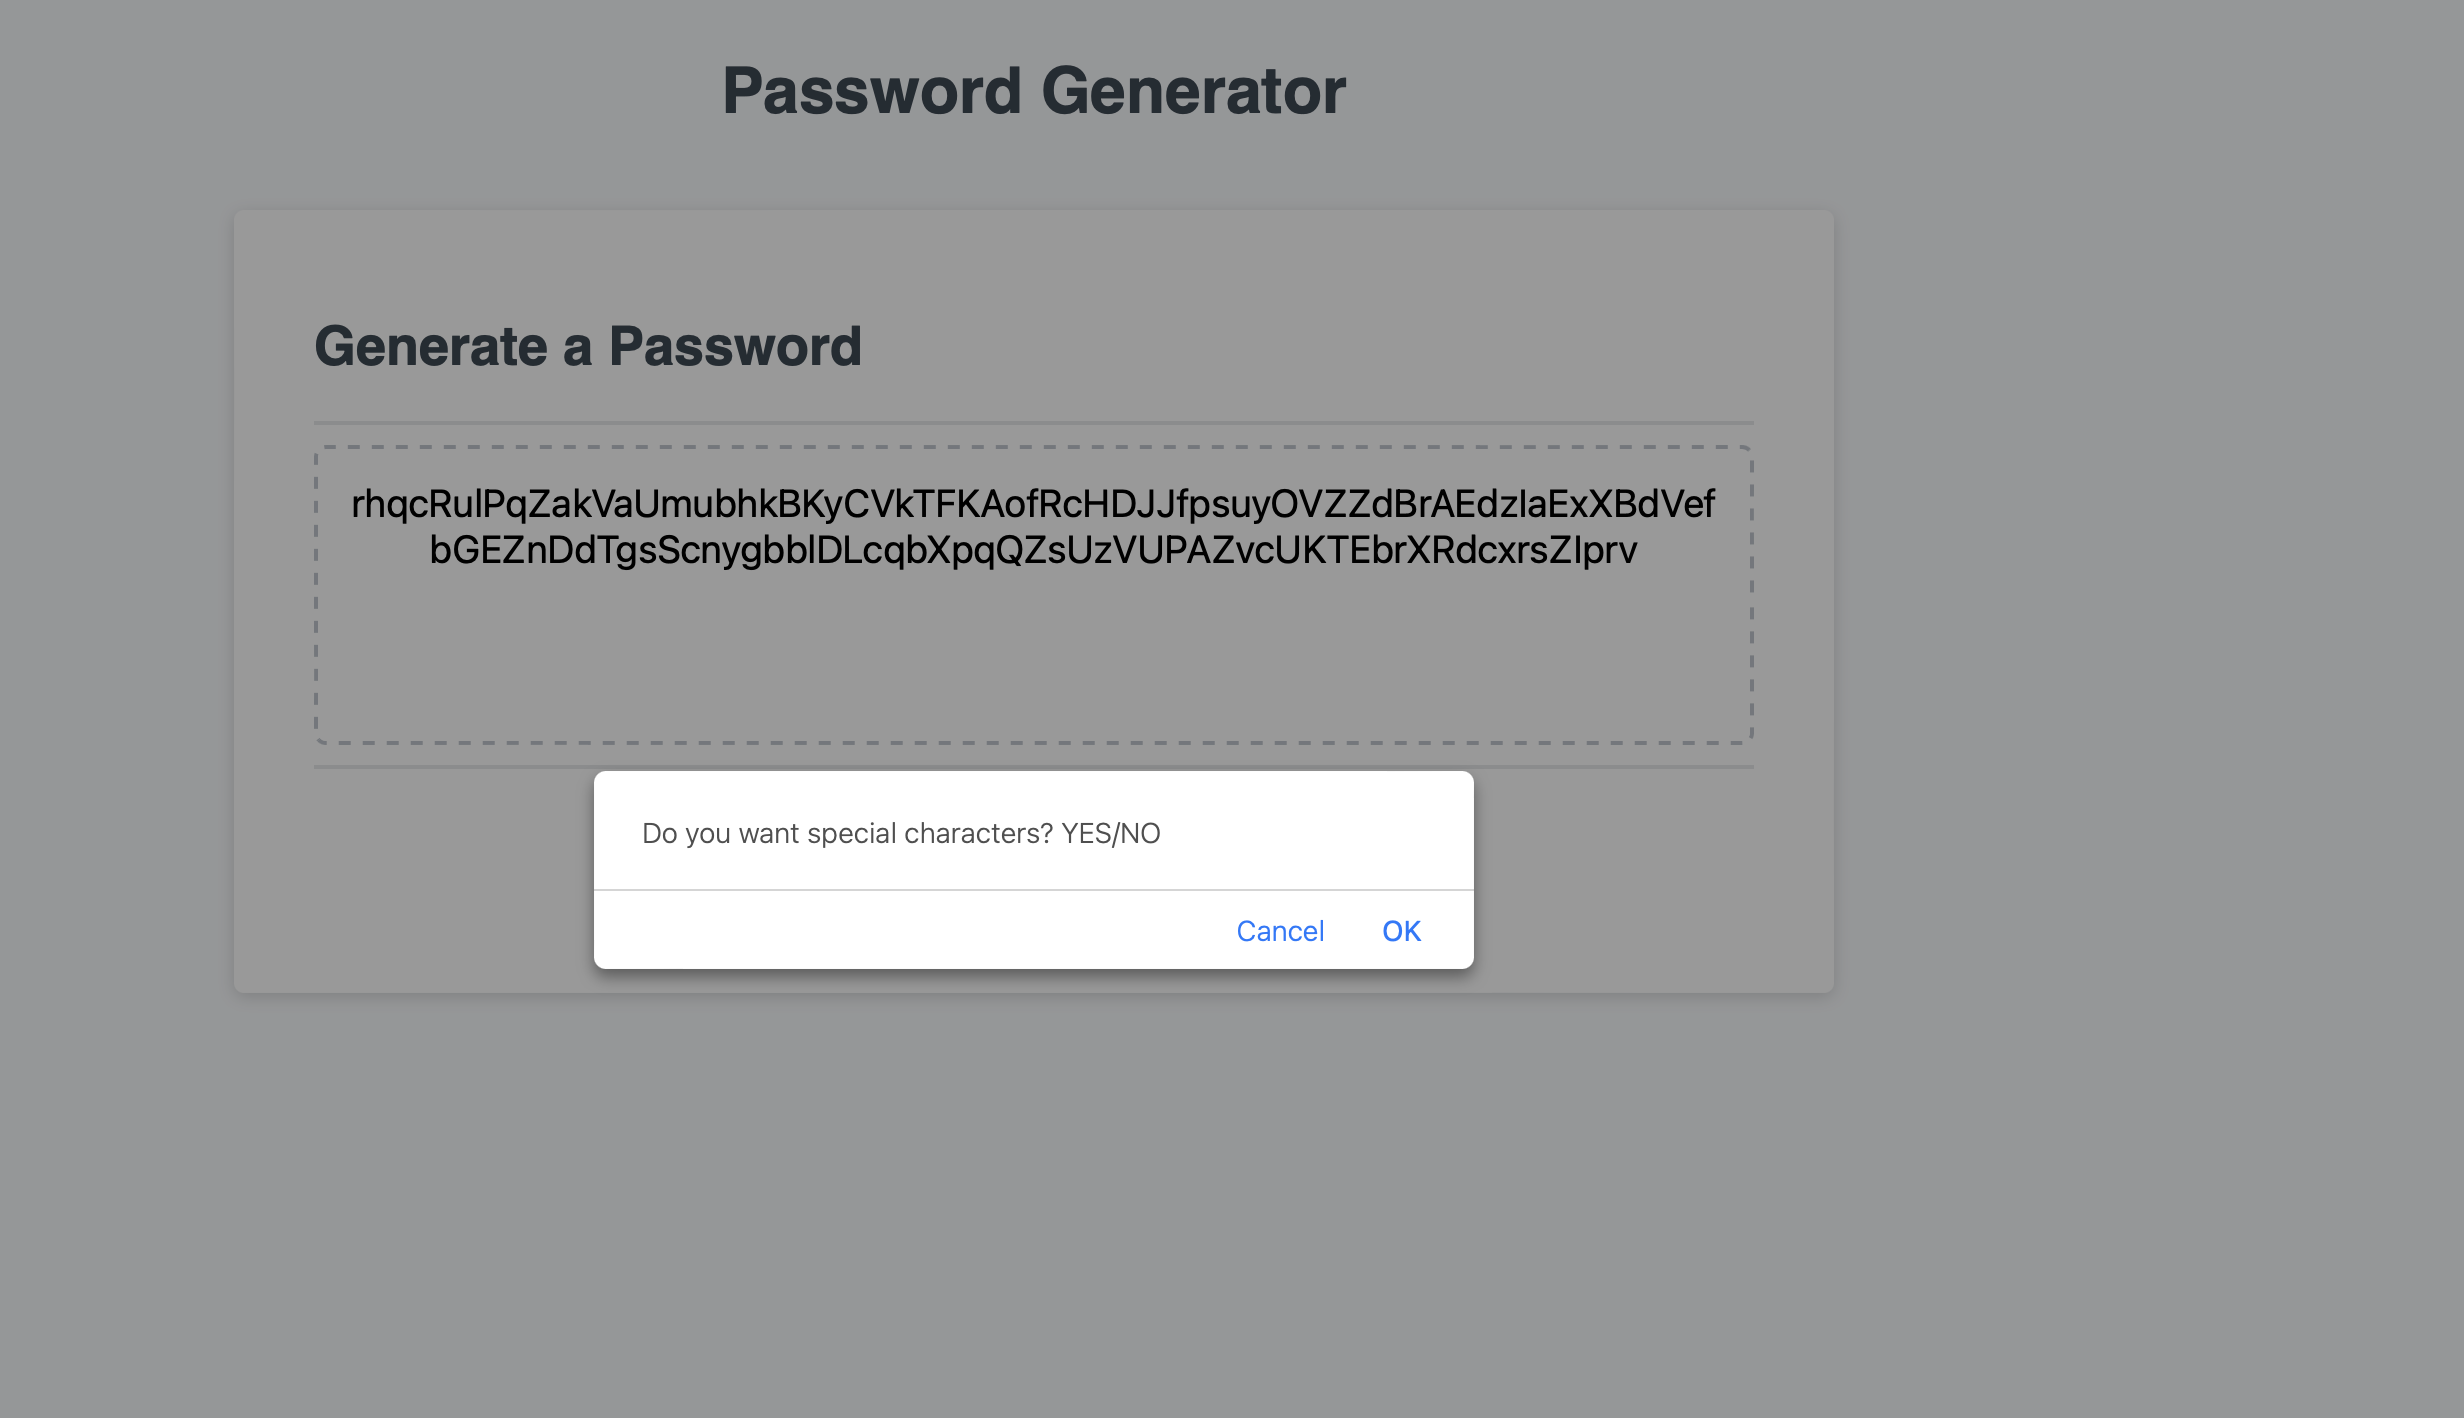 Password Generator
Generate a Password
rhqcRulPqZakVaUmubhkBKyCVkTFKAofRcHDJJfpsuyOVZZdBrAEdzIaExXBdVef
bGEZnDdTgsScnygbblDLcqbXpqQZsUzVUPAZvcUKTEbrXRdcxrsZIprv
Do you want special characters? YES/NO
Cancel OK